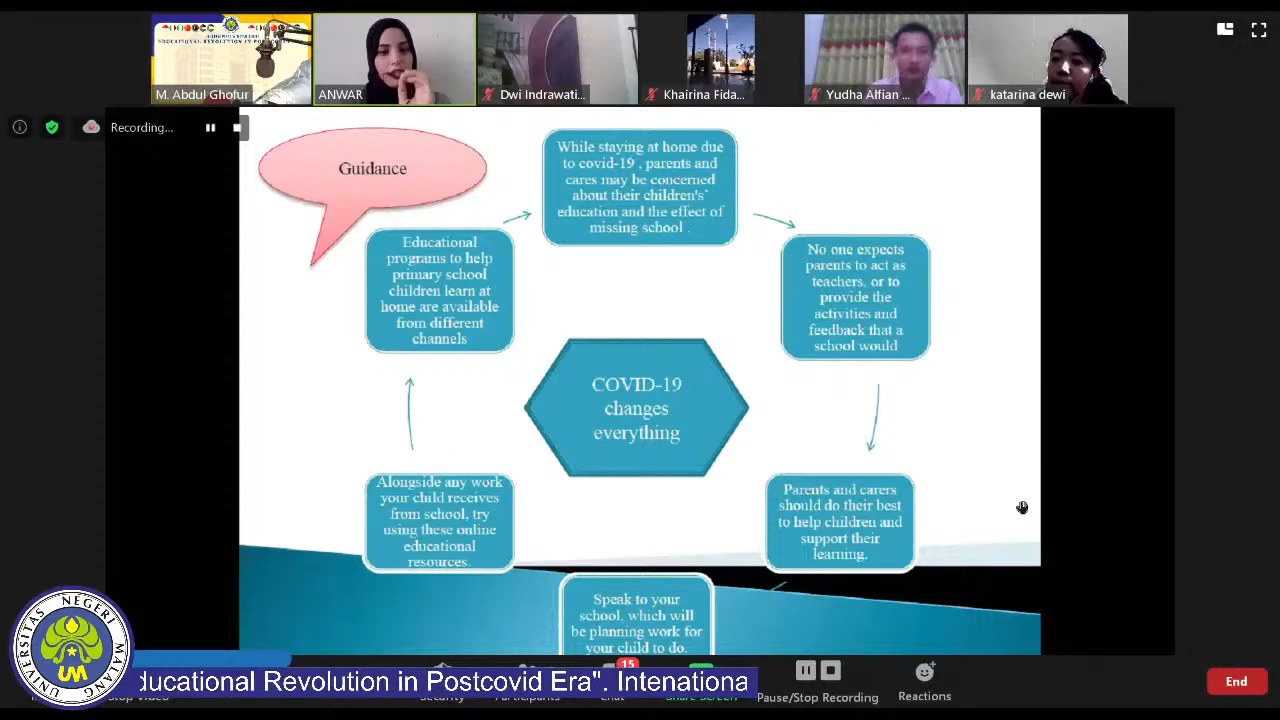 M. Abdul Ghofur
ANWAR
Dwi Indrawati...
Khairina Fida...
Yudha Alfian ...
katarina dewi
Recording...
Guidance
While staying at home due
to covid-19 , parents and
cares may be concerned
about their children's
education and the effect of
missing school .
No one expects
parents to act as
teachers, or to
provide the
activities and
feedback that a
school would
Parents and carers
should do their best
to help children and
support their
learning.
Speak to your
school, which will
be planning work for
your child to do.
Alongside any work
your child receives
from school, try
using these online
educational
resources.
Educational
programs to help
primary school
children learn at
home are available
from different
channels
COVID-19
changes
everything
UNIVERSITAS NEGERI MALANG
UM
ducational Revolution in Postcovid Era". Intenationa
15
Pause/Stop Recording
Reactions
End